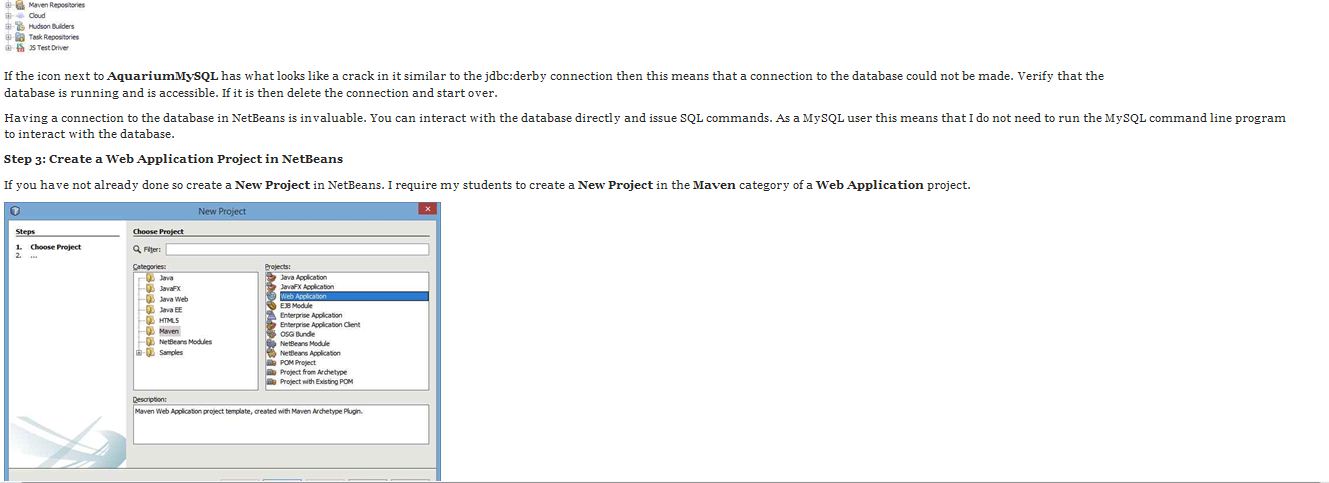 Maven Repositories
Cloud
Hudson Builders
Task Repositories
JS Test Driver
If the icon next to AquariumMySQL has what looks like a crack in it similar to the jdbc:derby connection then this means that a connection to the database could not be made. Verify that the
database is running and is accessible. If it is then delete the connection and start over.
Having a connection to the database in NetBeans is invaluable. You can interact with the database directly and issue SQL commands. As a MySQL user this means that I do not need to run the MySQL command line program
to interact with the database.
Step 3: Create a Web Application Project in NetBeans
If you have not already done so create a New Project in NetBeans. I require my students to create a New Project in the Maven category of a Web Application project.
New Project
Steps
1. Choose Project
2. ...
Choose Project
Filter:
Categories:
Java
JavaFX
Java Web
Java EE
HTML5
Maven
NetBeans Modules
Samples
Projects:
Java Application
JavaFX Application
Web Application
EJB Module
Enterprise Application
Enterprise Application Client
OSGi Bundle
NetBeans Module
NetBeans Application
POM Project
Project from Archetype
Project with Existing POM
Description:
Maven Web Application project template, created with Maven Archetype Plugin.